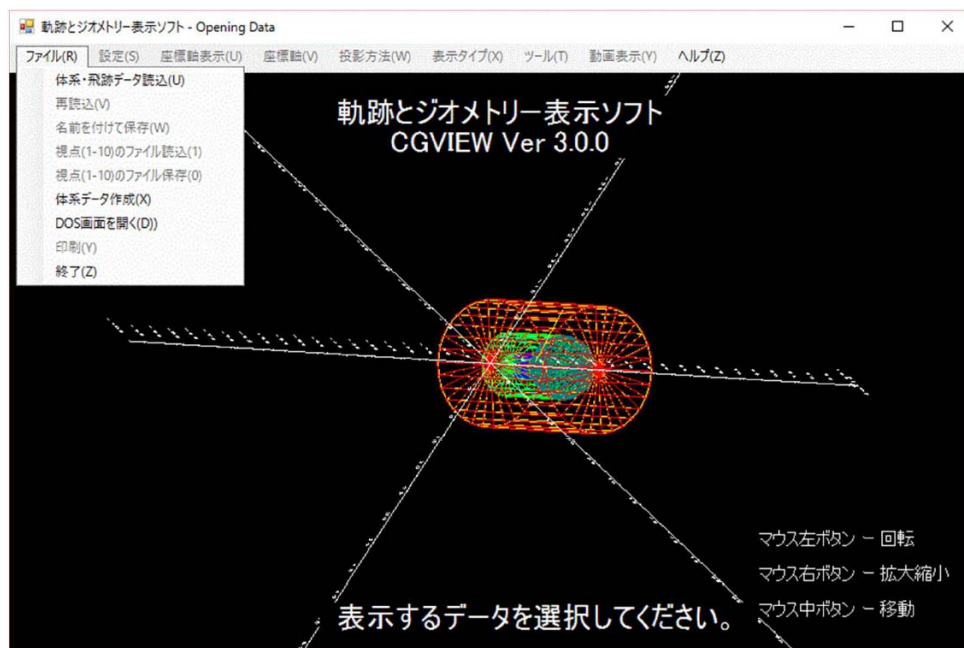 軌跡とジオメトリー表示ソフト - Opening Data
ファイル(R) 設定(S) 座標軸表示(U) 座標軸(V) 投影方法(W) 表示タイプ(X) ツール(T) 動画表示(Y) ヘルプ(Z)
体系・飛跡データ読込(U)
再読込(V)
名前を付けて保存(W)
視点(1-10)のファイル読込(1)
視点(1-10)のファイル保存(0)
体系データ作成(X)
DOS画面を開く(D))
印刷(Y)
終了(Z)
軌跡とジオメトリー表示ソフト
CGVIEW Ver 3.0.0
マウス左ボタン － 回転
マウス右ボタン － 拡大縮小
マウス中ボタン － 移動
表示するデータを選択してください。